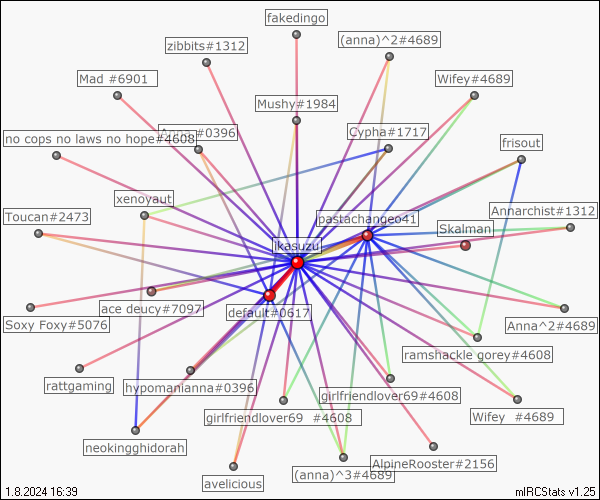 fakedingo
zibbits#1312
(anna)^2#4689
Mad #6901
Wifey#4689
Mushy#1984
no cops no laws no hope#4608
Anna #0396
Cypha#1717
frisout
xenoyaut
Toucan#2473
pastachangeo41
Annarchist#1312
Skalman
ikasuzu
ace deucy#7097
default#0617
Soxy Foxy#5076
Anna^2#4689
ramshackle gorey#4608
rattgaming
hypomanianna#0396
girlfriendlover69#4608
girlfriendlover69  #4608
Wifey  #4689
neokingghidorah
AlpineRooster#2156
(anna)^3#4689
avelicious
1.8.2024 16:39
mIRCStats v1.25